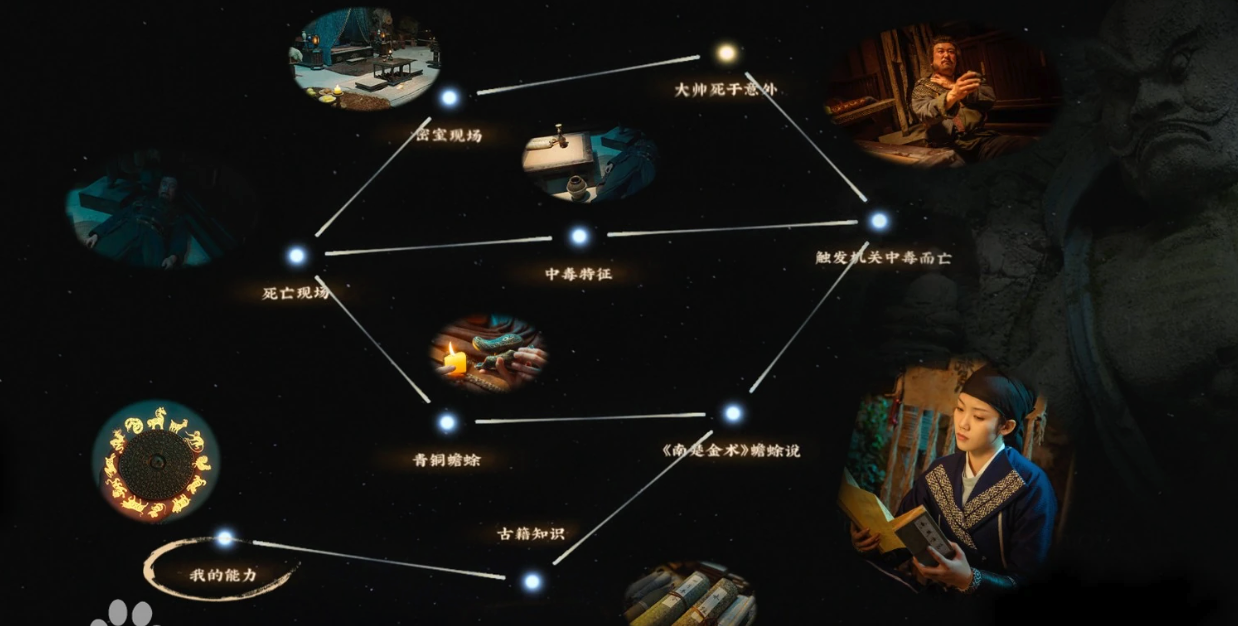 大帅死于意外
密室现场
触发机关中毒而亡
中毒特征
死亡现场
《南是金术》蟾蜍说
青铜蟾蜍
古籍知识
我的能力